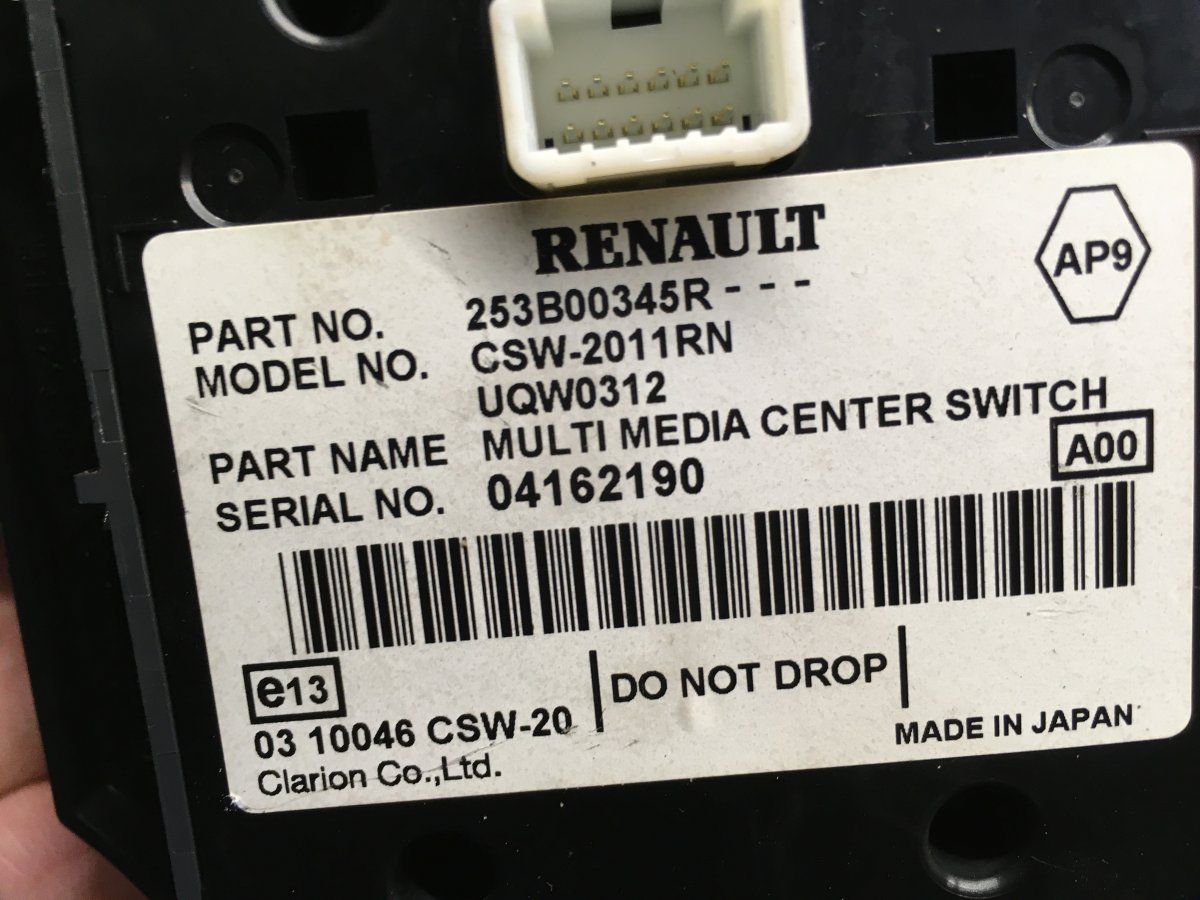 RENAULT
AP9
PART NO. 253B00345R - - -
MODEL NO. CSW-2011RN
UQW0312
PART NAME MULTI MEDIA CENTER SWITCH
SERIAL NO. 04162190
A00
e13
03 10046 CSW-20
DO NOT DROP
Clarion Co.,Ltd.
MADE IN JAPAN